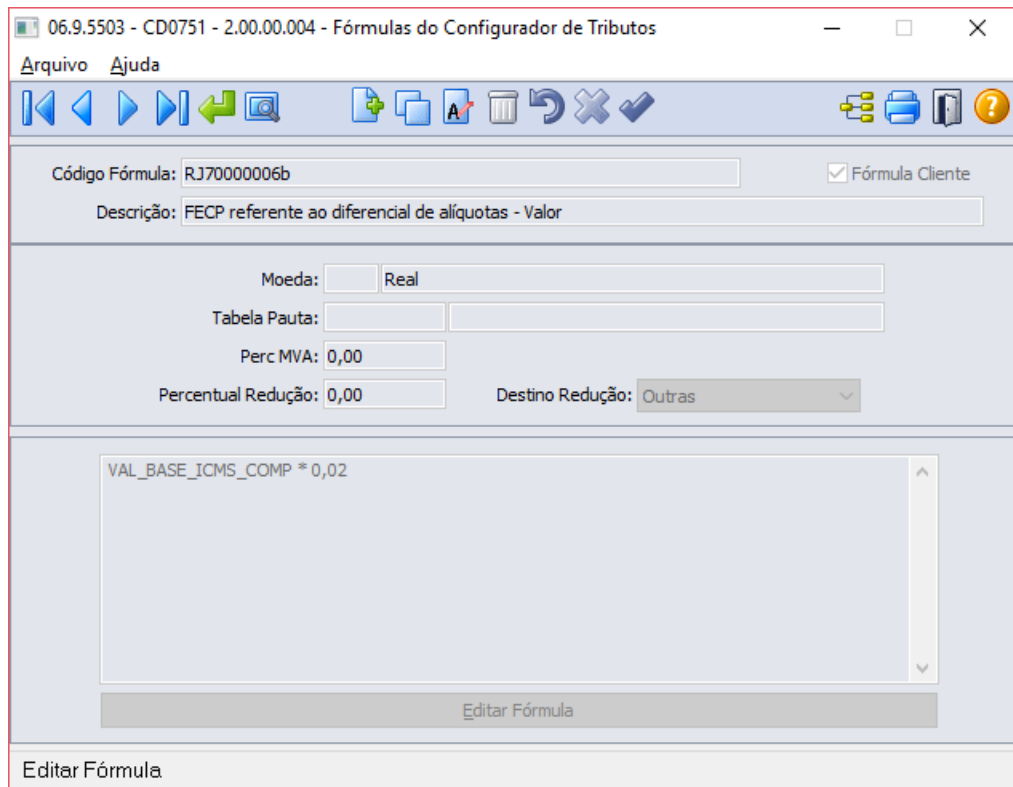 06.9.5503 - CD0751 - 2.00.00.004 - Fórmulas do Configurador de Tributos
Arquivo Ajuda
Código Fórmula: RJ70000006b Fórmula Cliente
Descrição: FECP referente ao diferencial de alíquotas - Valor
Moeda: Real
Tabela Pauta:
Perc MVA: 0,00
Percentual Redução: 0,00 Destino Redução: Outras
VAL_BASE_ICMS_COMP * 0,02
Editar Fórmula
Editar Fórmula